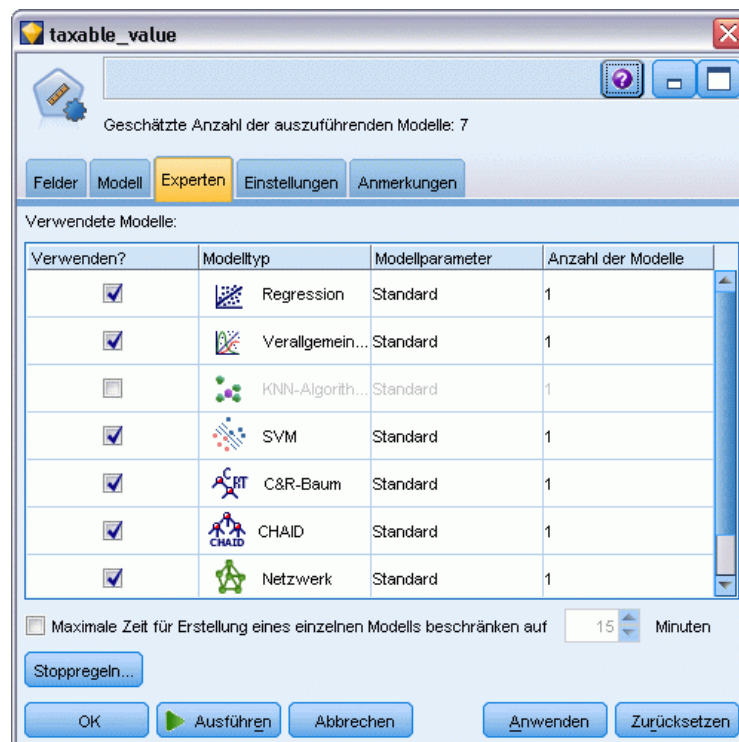 taxable_value
Geschätzte Anzahl der auszuführenden Modelle: 7
Felder Modell Experten Einstellungen Anmerkungen
Verwendete Modelle:
Verwenden? Modelltyp Modellparameter Anzahl der Modelle
Regression Standard 1
Verallgemein... Standard 1
KNN-Algorith... Standard 1
SVM Standard 1
C&RT C&R-Baum Standard 1
CHAID CHAID Standard 1
Netzwerk Standard 1
Maximale Zeit für Erstellung eines einzelnen Modells beschränken auf 15 Minuten
Stoppregeln...
OK Ausführen Abbrechen Anwenden Zurücksetzen